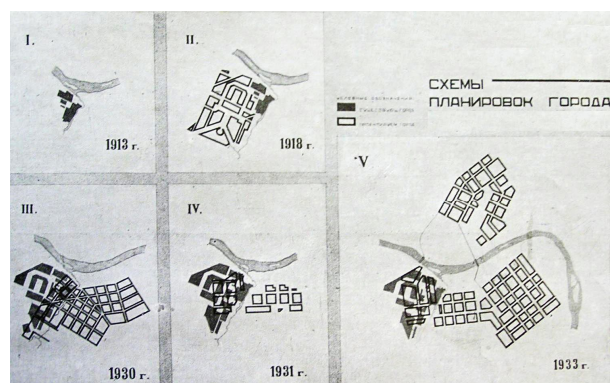 I.
1913 г.
II.
1918 г.
СХЕМЫ
ПЛАНИРОВОК ГОРОДА
III.
1930 г.
IV.
1931 г.
V
1933 г.